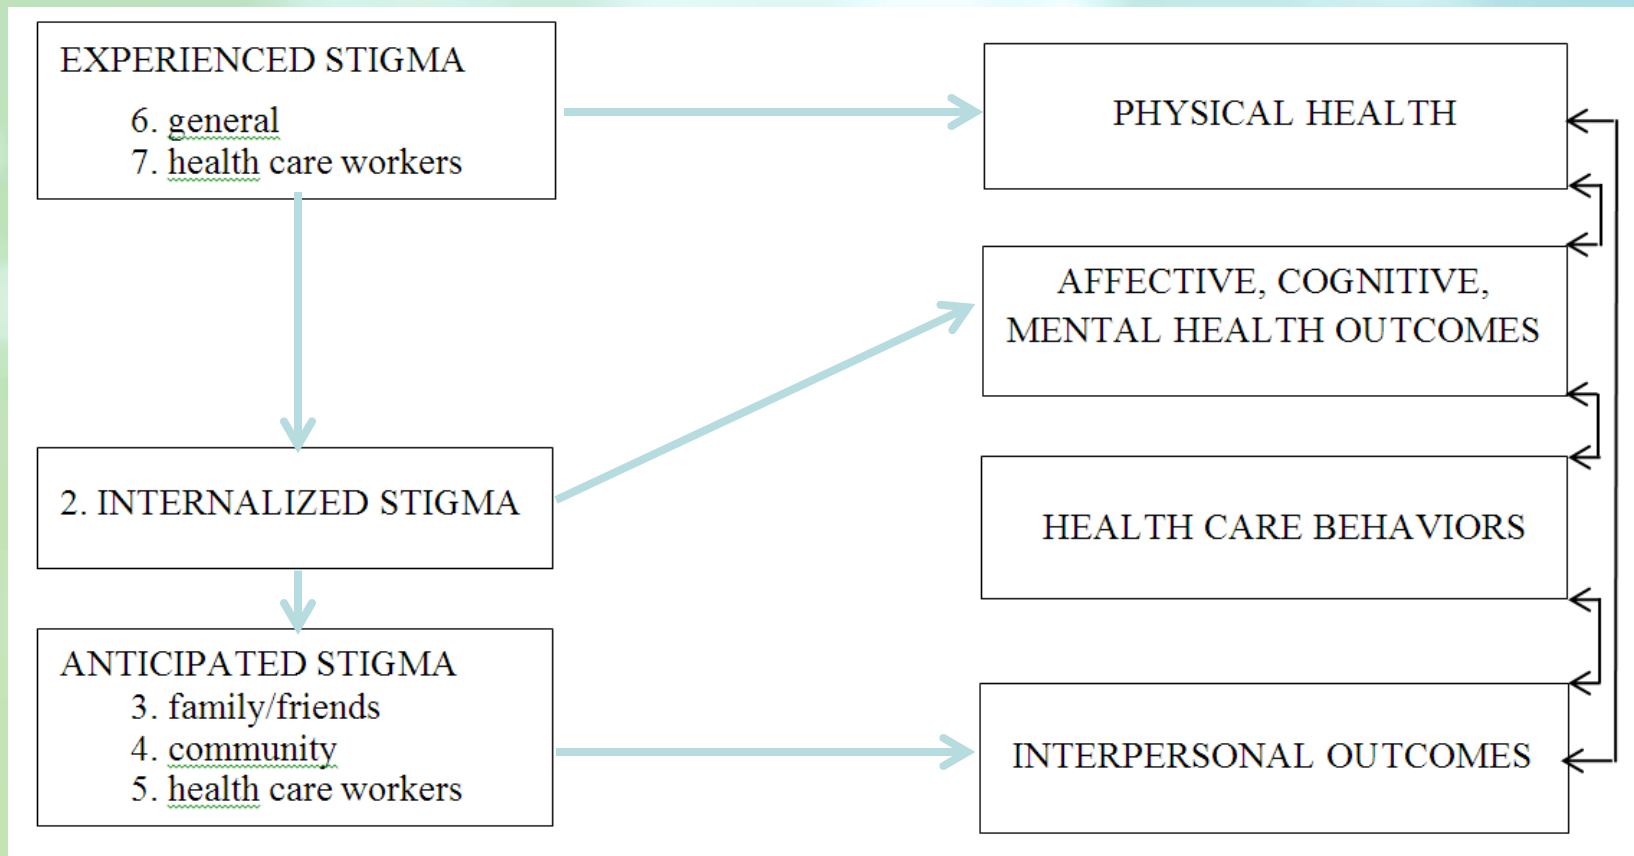 EXPERIENCED STIGMA
6. general
7. health care workers
2. INTERNALIZED STIGMA
ANTICIPATED STIGMA
3. family/friends
4. community
5. health care workers
PHYSICAL HEALTH
AFFECTIVE, COGNITIVE,
MENTAL HEALTH OUTCOMES
HEALTH CARE BEHAVIORS
INTERPERSONAL OUTCOMES